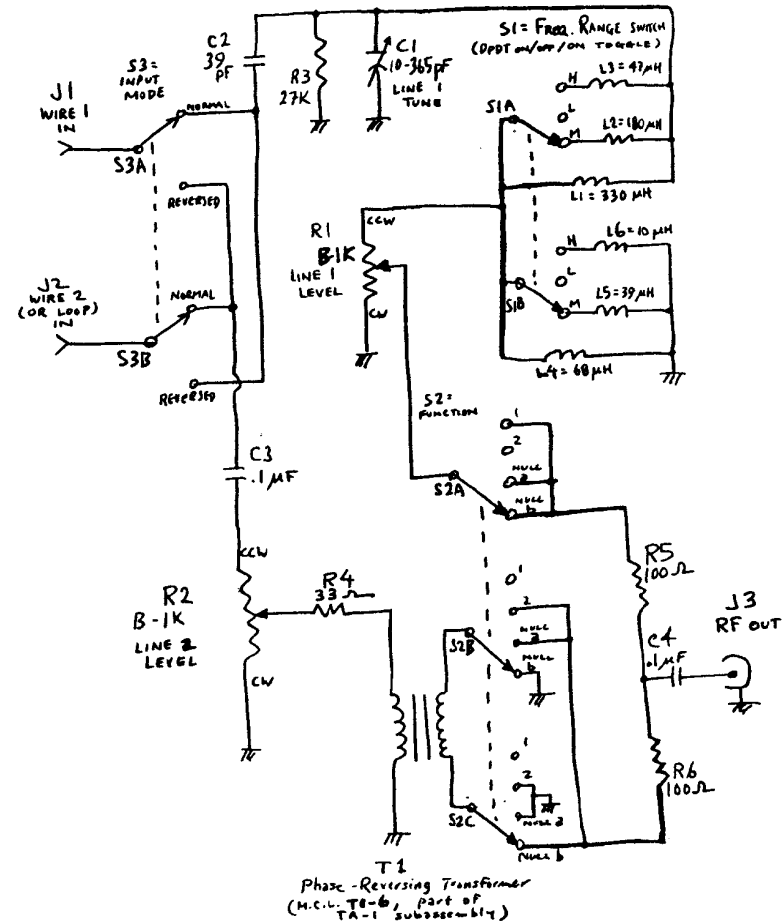 S1 = FREQ. RANGE SWITCH
(DPDT ON/OFF/ON TOGGLE)
C2
39
pF
R3
27K
C1
10-365pF
LINE 1
TUNE
S3 =
INPUT
MODE
J1
WIRE 1
IN
NORMAL
S3A
REVERSED
J2
WIRE 2
(OR LOOP)
IN
NORMAL
S3B
REVERSED
S1A
H
L3 = 47μH
L
M
L2 = 180μH
L1 = 330 μH
S1B
H
L6 = 10 μH
L
M
L5 = 39μH
L4 = 68μH
R1
B-1K
LINE 1
LEVEL
CCW
CW
C3
.1μF
S2 =
FUNCTION
S2A
1
2
NULL
a
NULL
b
R2
B-1K
LINE 2
LEVEL
CCW
CW
R4
33Ω
S2B
1
2
NULL
a
NULL
b
S2C
1
2
NULL a
NULL b
R5
100Ω
C4
.1μF
J3
RF OUT
R6
100Ω
T1
Phase-Reversing Transformer
(M.C.L. T8-6, part of
TA-1 subassembly)